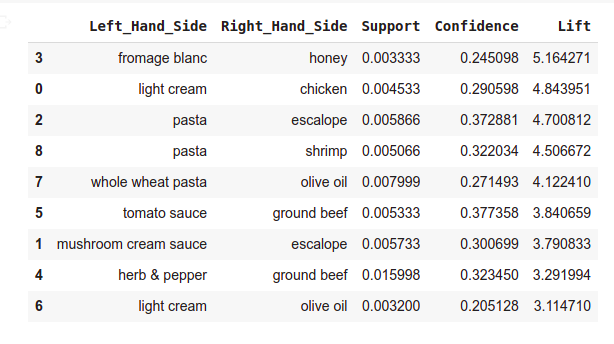 Left_Hand_Side Right_Hand_Side Support Confidence Lift
3 fromage blanc honey 0.003333 0.245098 5.164271
0 light cream chicken 0.004533 0.290598 4.843951
2 pasta escalope 0.005866 0.372881 4.700812
8 pasta shrimp 0.005066 0.322034 4.506672
7 whole wheat pasta olive oil 0.007999 0.271493 4.122410
5 tomato sauce ground beef 0.005333 0.377358 3.840659
1 mushroom cream sauce escalope 0.005733 0.300699 3.790833
4 herb & pepper ground beef 0.015998 0.323450 3.291994
6 light cream olive oil 0.003200 0.205128 3.114710